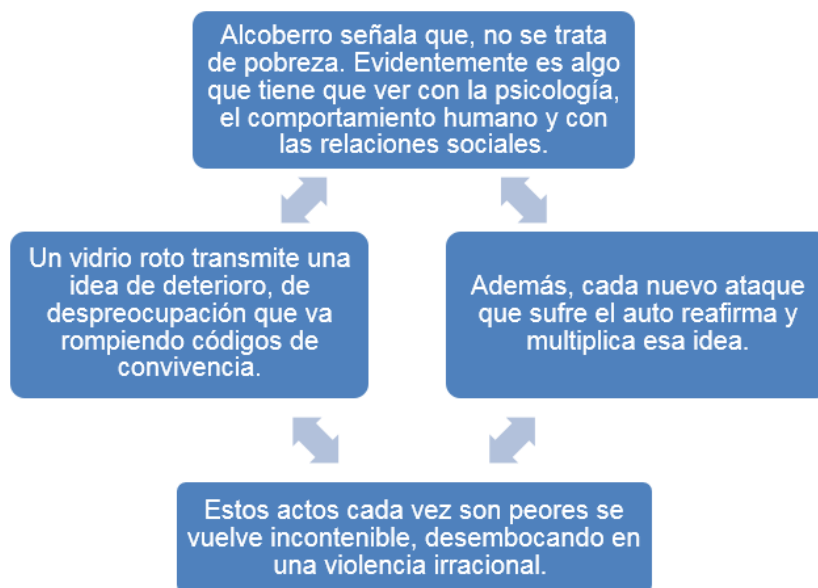 Alcoberro señala que, no se trata
de pobreza. Evidentemente es algo
que tiene que ver con la psicología,
el comportamiento humano y con
las relaciones sociales.
Un vidrio roto transmite una
idea de deterioro, de
despreocupación que va
rompiendo códigos de
convivencia.
Además, cada nuevo ataque
que sufre el auto reafirma y
multiplica esa idea.
Estos actos cada vez son peores se
vuelve incontenible, desembocando en
una violencia irracional.